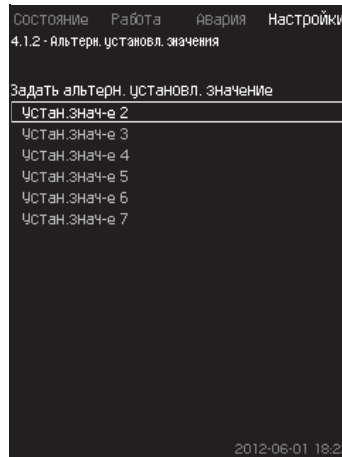 Состояние Работа Авария Настройки
4.1.2 - Альтерн. установл. значения
Задать альтерн. установл. значение
Устан.знач-е 2
Устан.знач-е 3
Устан.знач-е 4
Устан.знач-е 5
Устан.знач-е 6
Устан.знач-е 7
2012-06-01 18:2